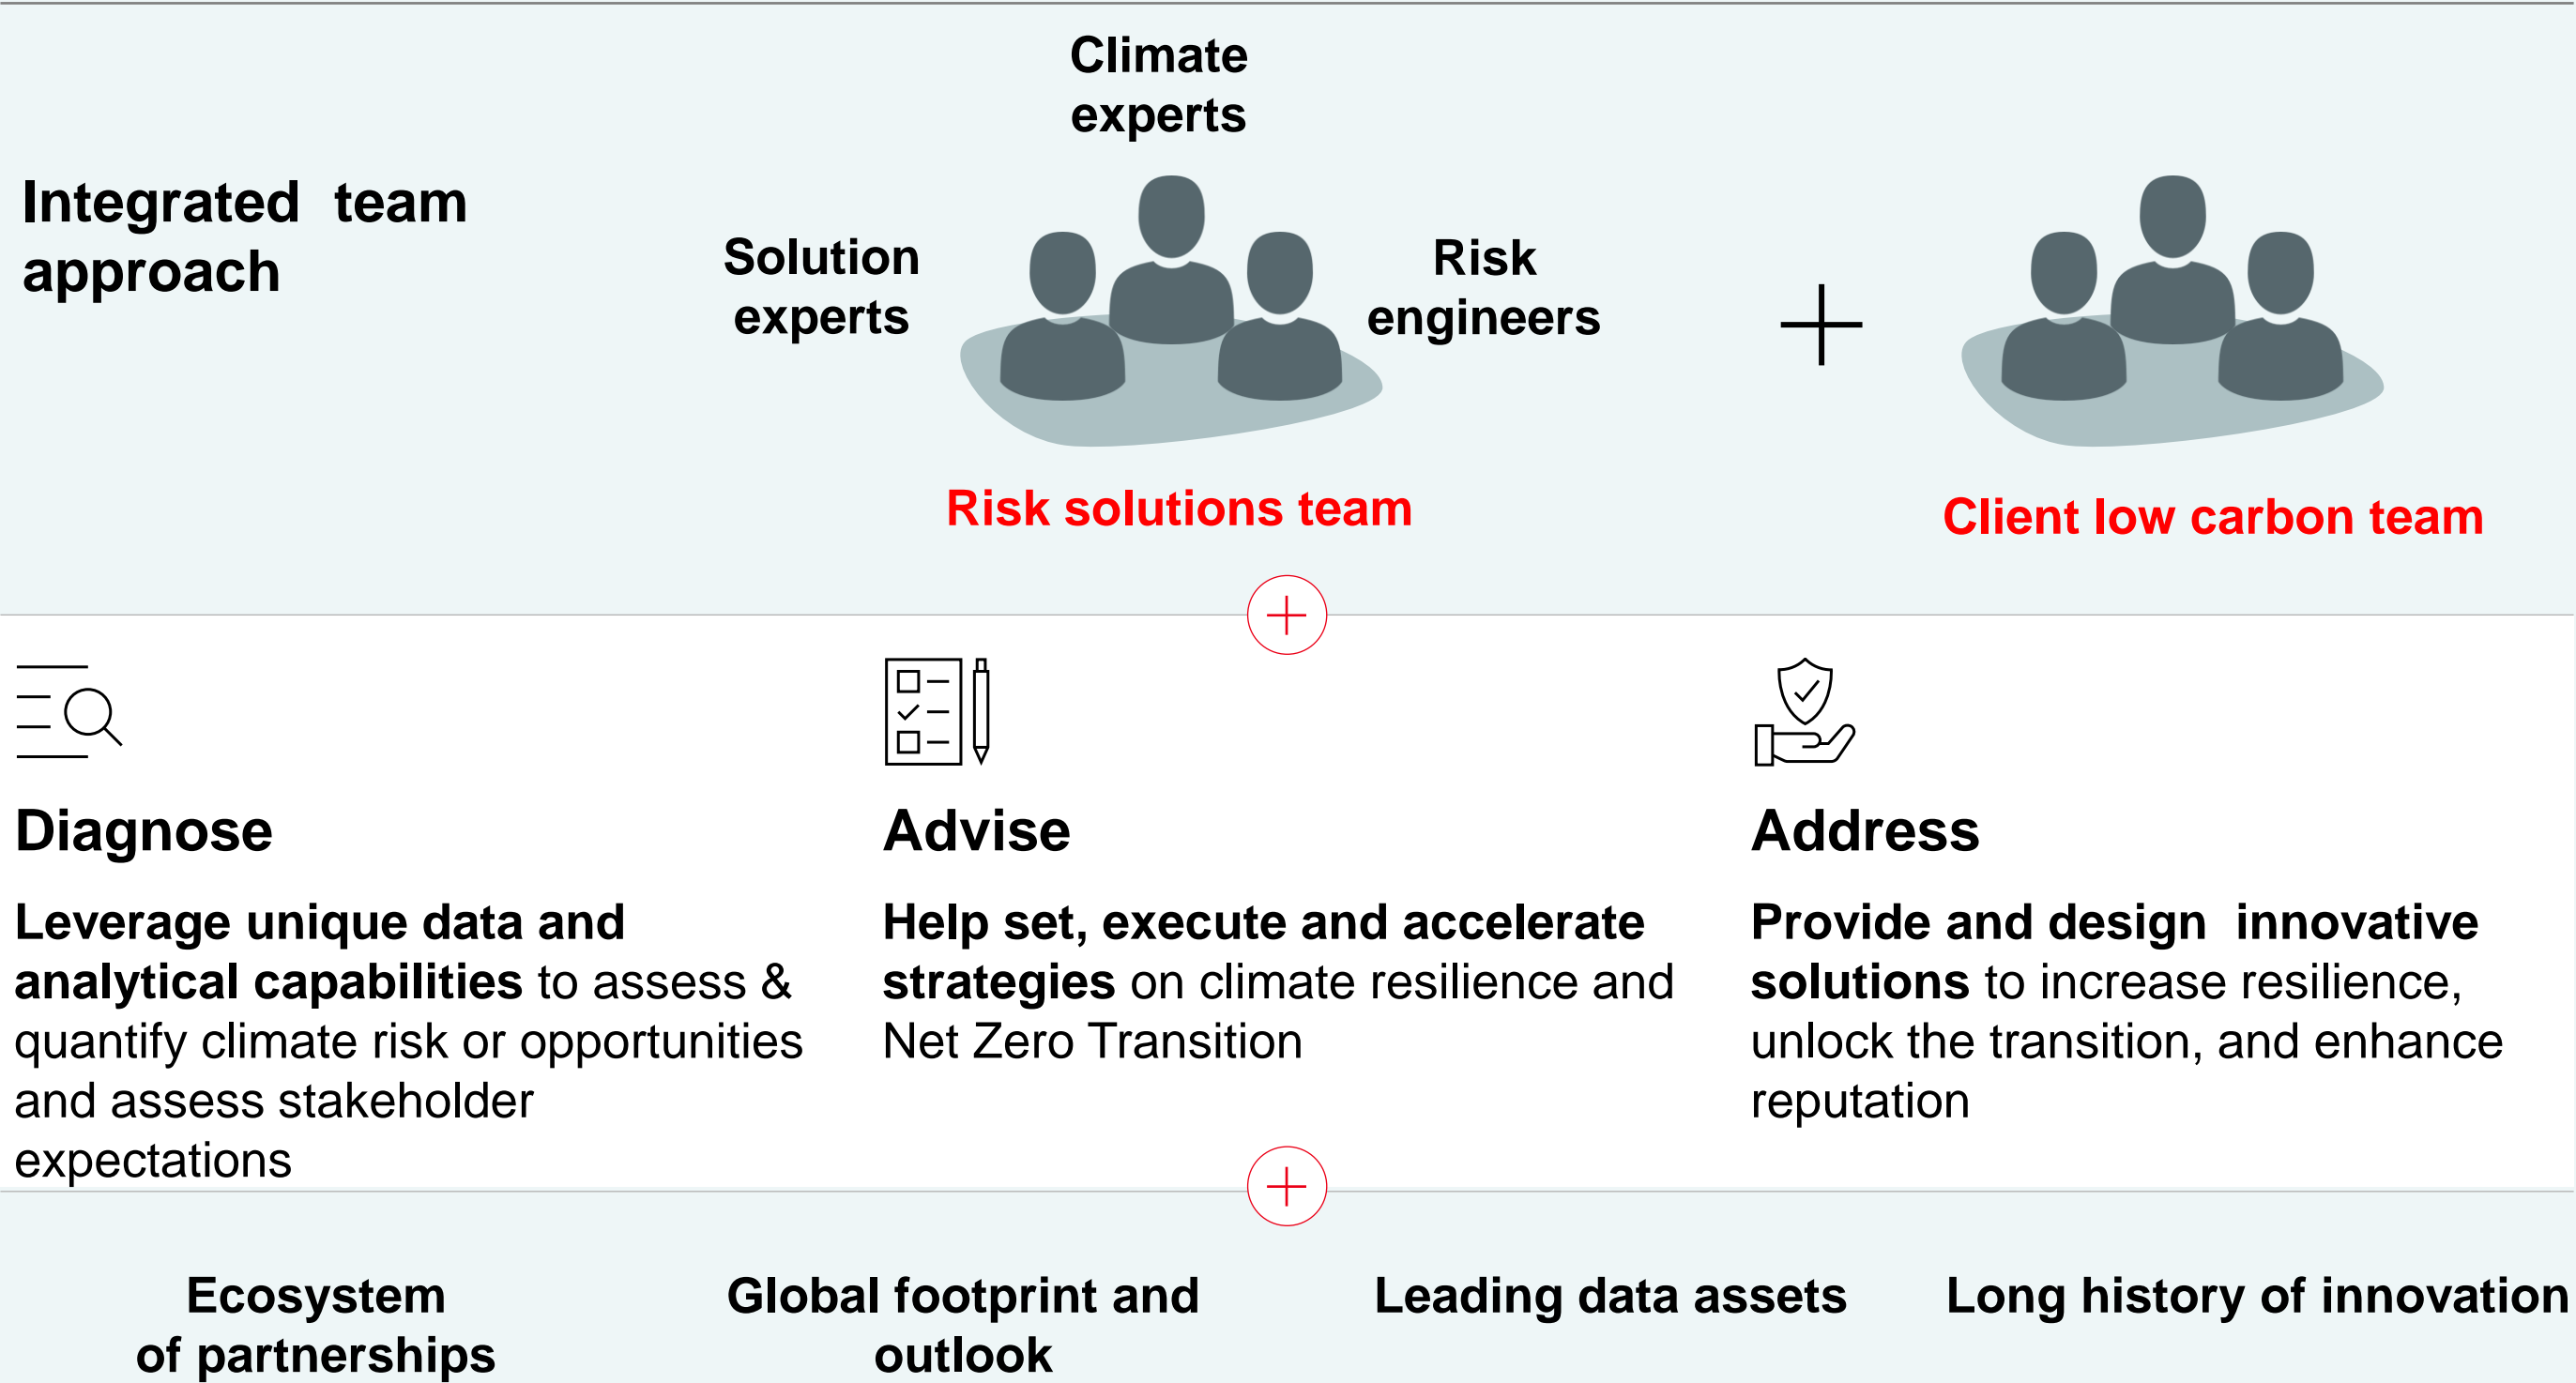 Climate
experts
Integrated team
approach
Solution
experts
Risk
engineers
Risk solutions team
Client low carbon team
Diagnose
Leverage unique data and
analytical capabilities to assess &
quantify climate risk or opportunities
and assess stakeholder
expectations
Advise
Help set, execute and accelerate
strategies on climate resilience and
Net Zero Transition
Address
Provide and design innovative
solutions to increase resilience,
unlock the transition, and enhance
reputation
Ecosystem
of partnerships
Global footprint and
outlook
Leading data assets
Long history of innovation